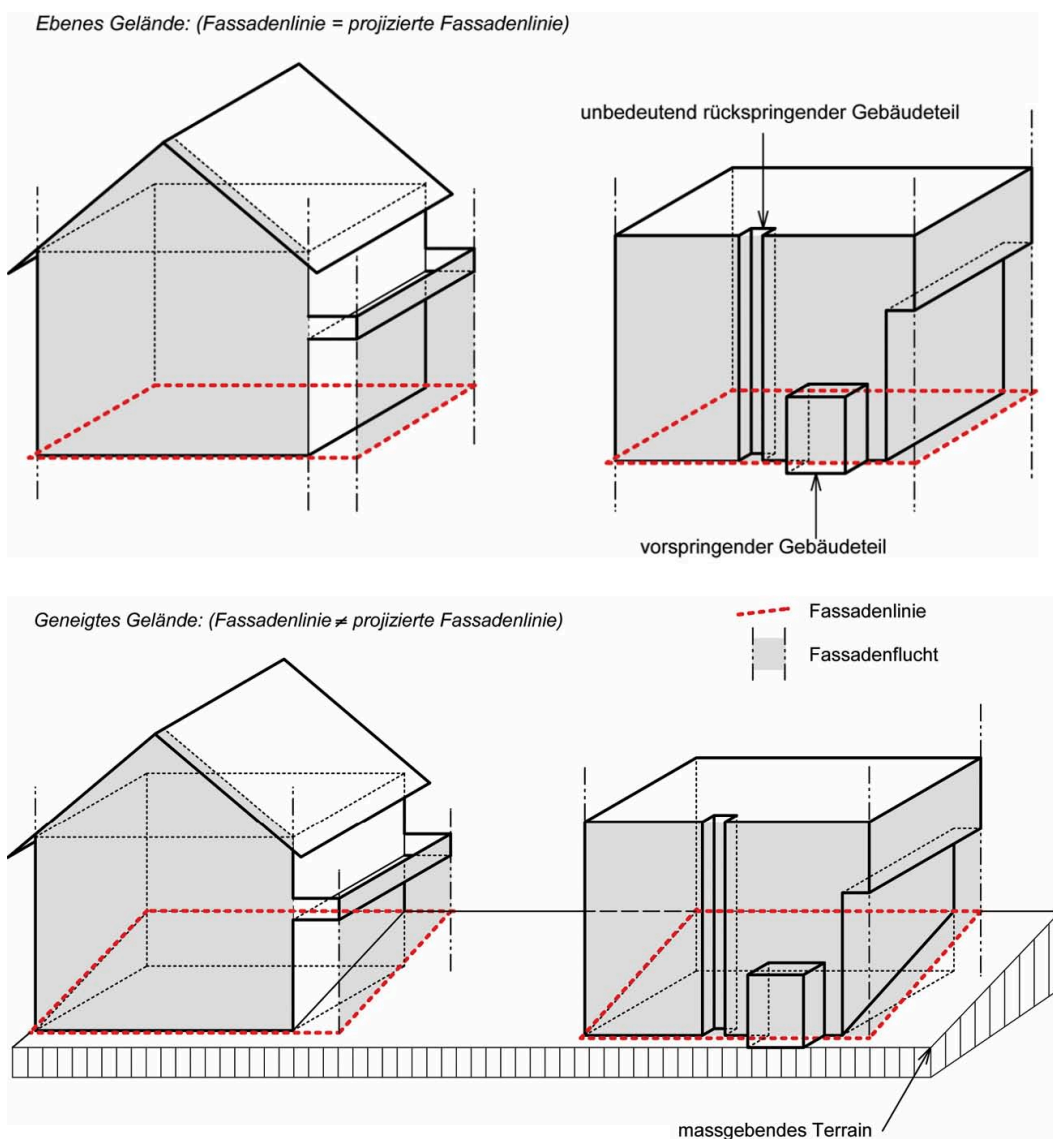 Ebenes Gelände: (Fassadenlinie = projizierte Fassadenlinie)
unbedeutend rückspringender Gebäudeteil
vorspringender Gebäudeteil
Geneigtes Gelände: (Fassadenlinie ≠ projizierte Fassadenlinie)
Fassadenlinie
Fassadenflucht
massgebendes Terrain